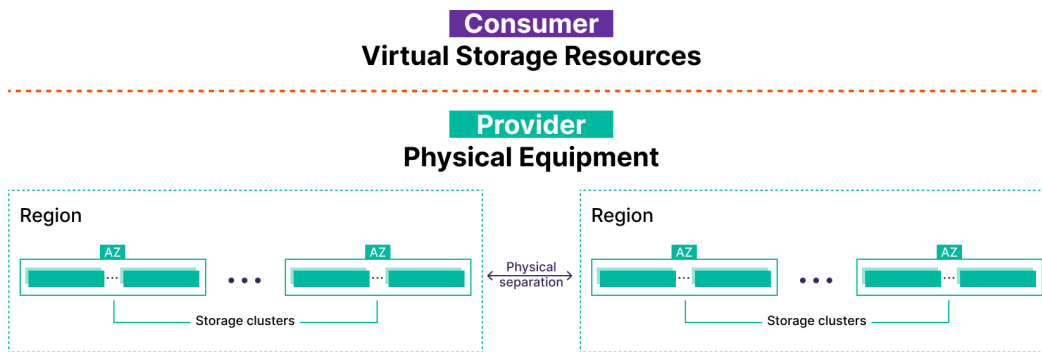 Consumer
Virtual Storage Resources
Provider
Physical Equipment
Region
AZ
...
•••
AZ
...
Storage clusters
Physical
separation
Region
AZ
...
•••
AZ
...
Storage clusters